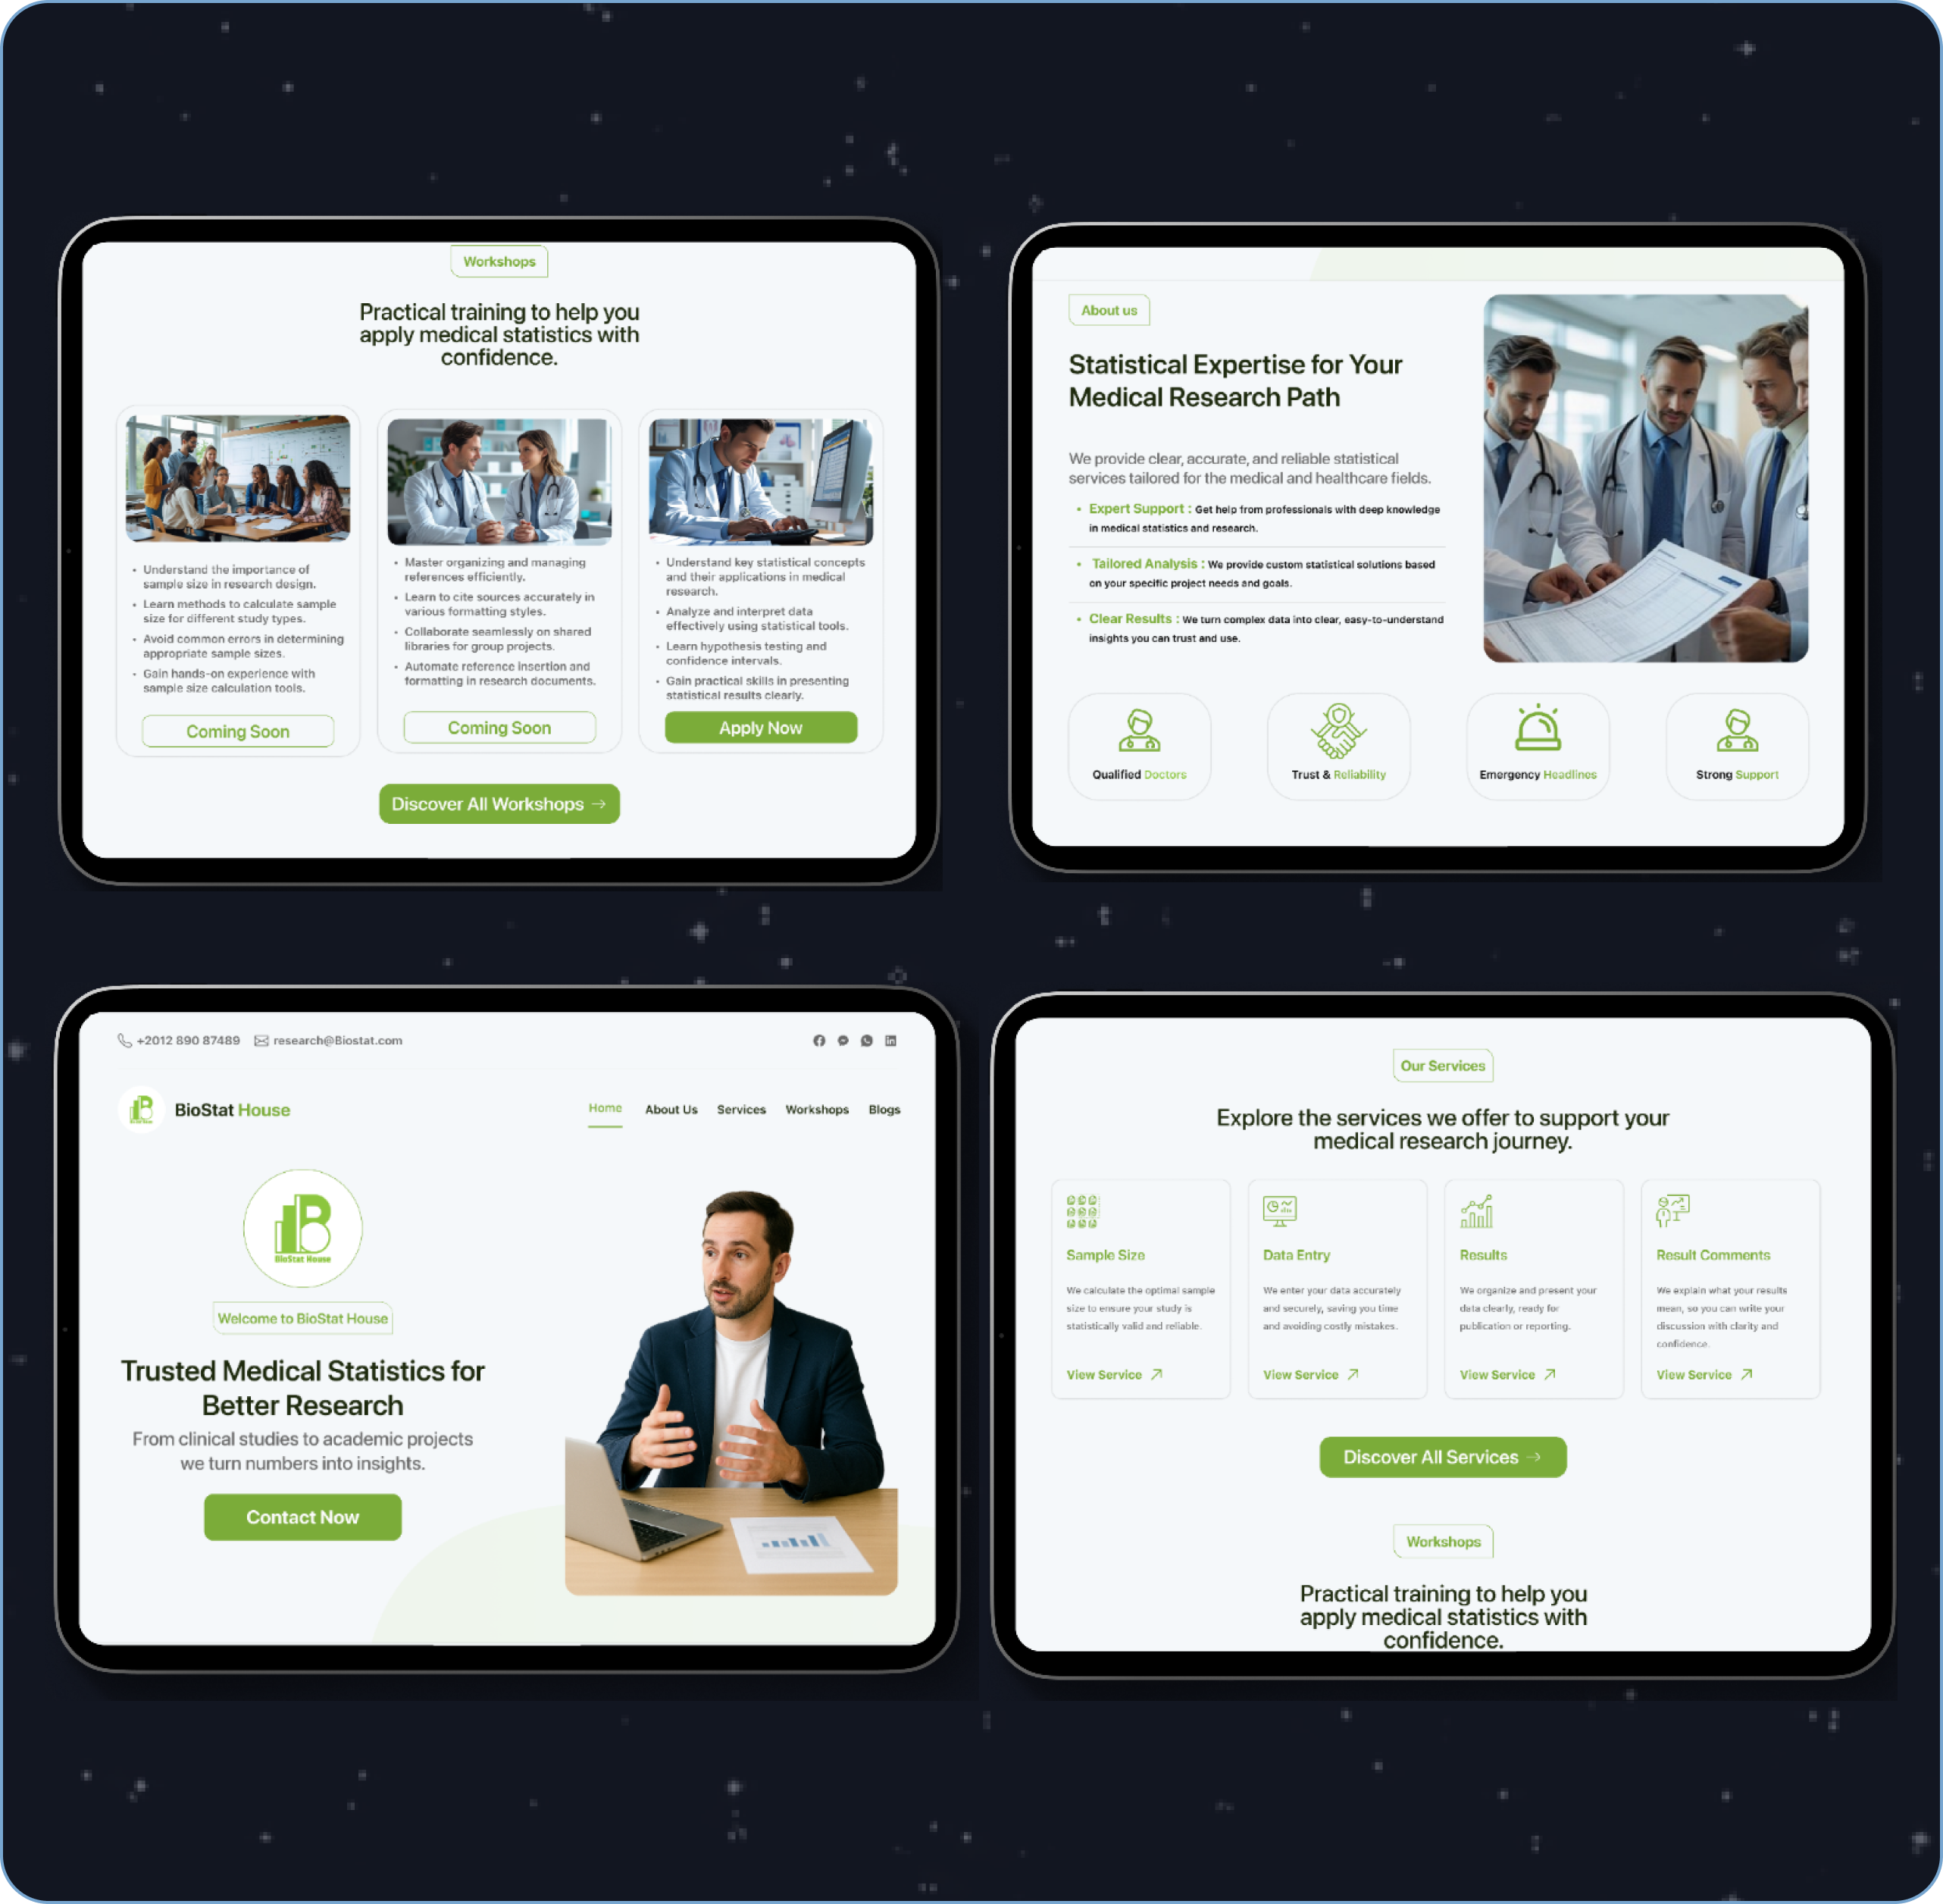 Workshops
Practical training to help you
apply medical statistics with
confidence.
Understand the importance of
sample size in research design.
Learn methods to calculate sample
size for different study types.
Avoid common errors in determining
appropriate sample sizes.
Gain hands-on experience with
sample size calculation tools.
Coming Soon
Master organizing and managing
references efficiently.
Learn to cite sources accurately in
various formatting styles.
Collaborate seamlessly on shared
libraries for group projects.
Automate reference insertion and
formatting in research documents.
Coming Soon
Understand key statistical concepts
and their applications in medical
research.
Analyze and interpret data
effectively using statistical tools.
Learn hypothesis testing and
confidence intervals.
Gain practical skills in presenting
statistical results clearly.
Apply Now
Discover All Workshops →
About us
Statistical Expertise for Your
Medical Research Path
We provide clear, accurate, and reliable statistical
services tailored for the medical and healthcare fields.
• Expert Support : Get help from professionals with deep knowledge
in medical statistics and research.
• Tailored Analysis : We provide custom statistical solutions based
on your specific project needs and goals.
• Clear Results : We turn complex data into clear, easy-to-understand
insights you can trust and use.
Qualified Doctors
Trust & Reliability
Emergency Headlines
Strong Support
+2012 890 87489 research@Biostat.com
BioStat House
Home About Us Services Workshops Blogs
BioStat House
Welcome to BioStat House
Trusted Medical Statistics for
Better Research
From clinical studies to academic projects
we turn numbers into insights.
Contact Now
Our Services
Explore the services we offer to support your
medical research journey.
Sample Size
We calculate the optimal sample
size to ensure your study is
statistically valid and reliable.
View Service
Data Entry
We enter your data accurately
and securely, saving you time
and avoiding costly mistakes.
View Service
Results
We organize and present your
data clearly, ready for
publication or reporting.
View Service
Result Comments
We explain what your results
mean, so you can write your
discussion with clarity and
confidence.
View Service
Discover All Services →
Workshops
Practical training to help you
apply medical statistics with
confidence.